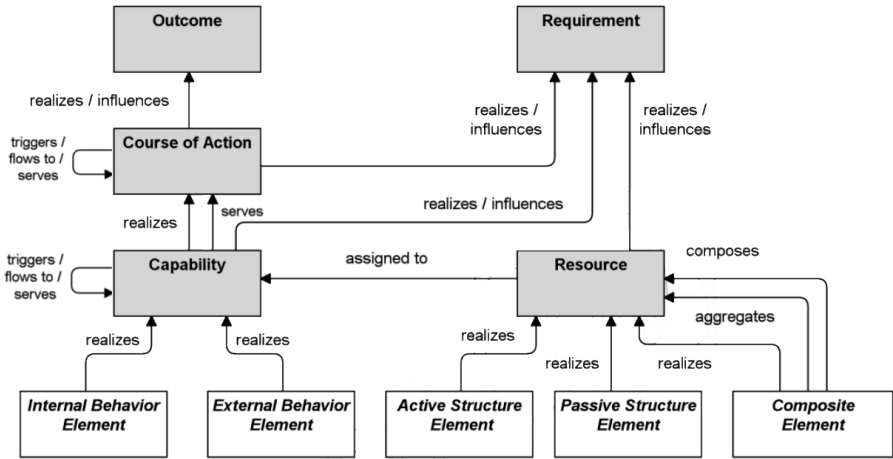 Outcome
Requirement
realizes / influences
realizes /
influences
realizes /
influences
triggers /
flows to /
serves
Course of Action
realizes
serves
realizes / influences
triggers /
flows to /
serves
Capability
assigned to
Resource
composes
aggregates
realizes
realizes
realizes
realizes
realizes
Internal Behavior
Element
External Behavior
Element
Active Structure
Element
Passive Structure
Element
Composite
Element